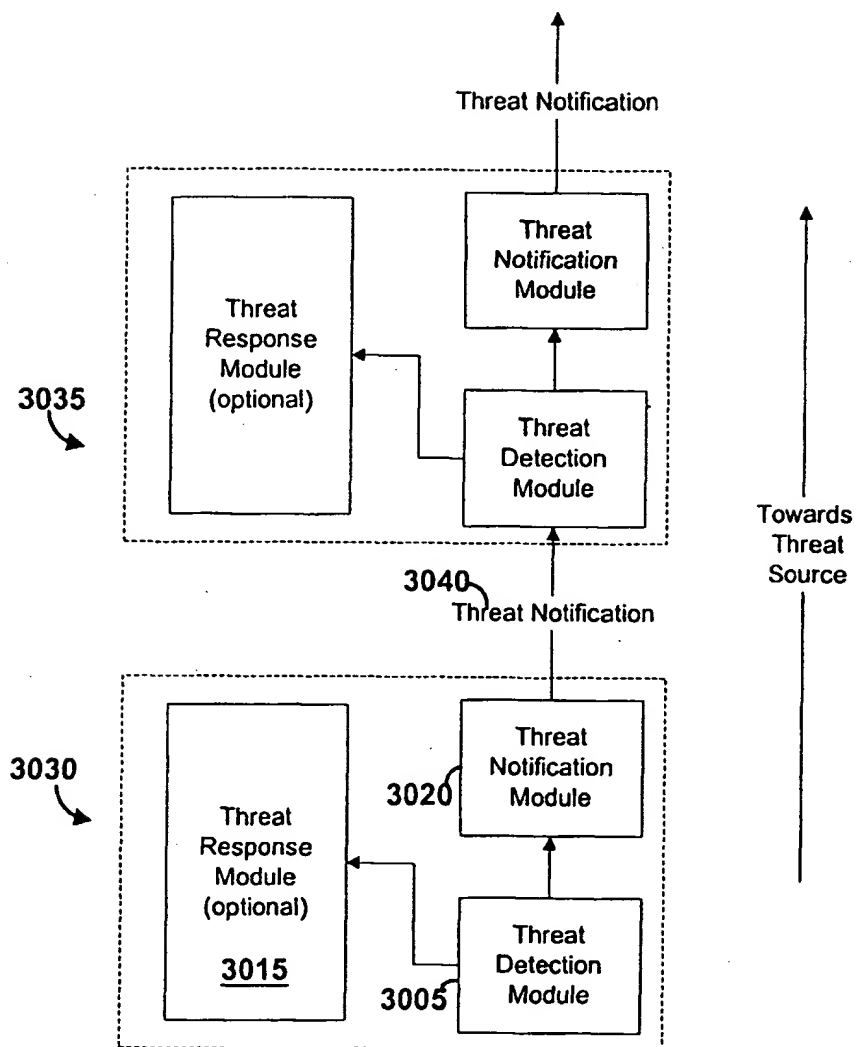 Threat Notification
Threat
Notification
Module
Threat
Response
Module
(optional)
3035
Threat
Detection
Module
Towards
Threat
Source
3040
Threat Notification
Threat
Notification
Module
3020
3030
Threat
Response
Module
(optional)
3015
Threat
Detection
Module
3005